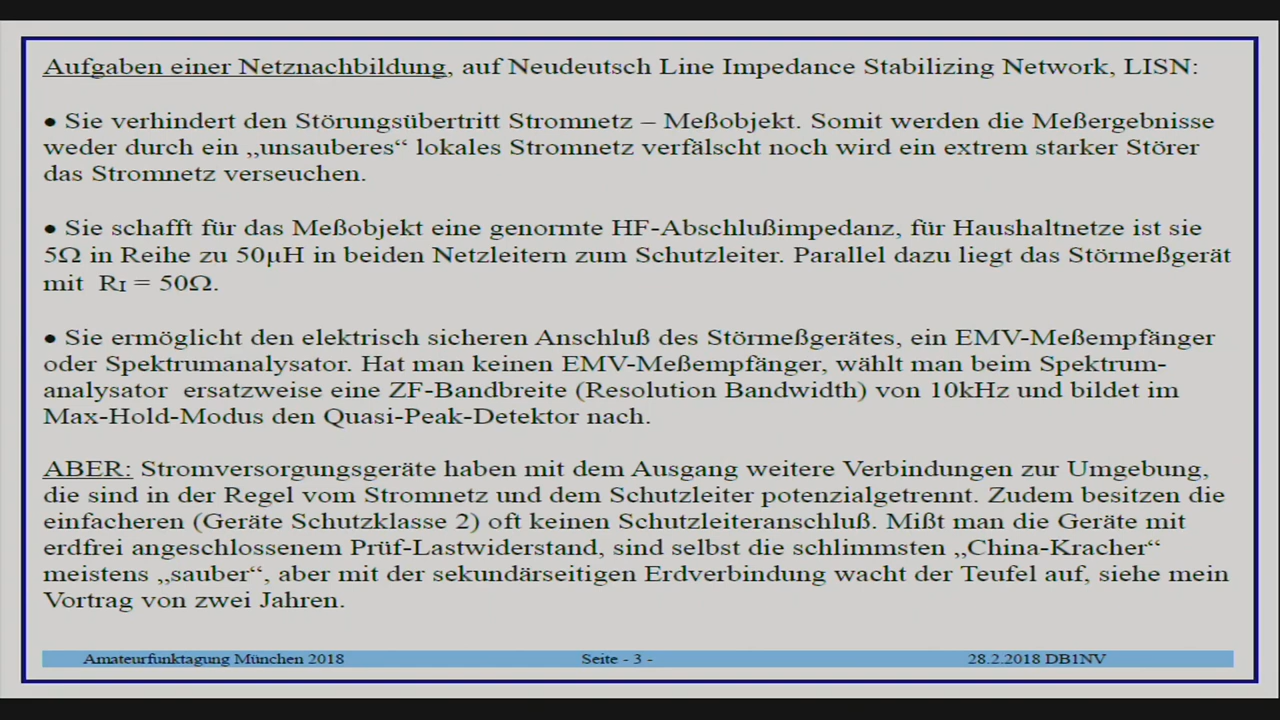 Aufgaben einer Netznachbildung, auf Neudeutsch Line Impedance Stabilizing Network, LISN:
● Sie verhindert den Störungsübertritt Stromnetz – Meßobjekt. Somit werden die Meßergebnisse
weder durch ein „unsauberes“ lokales Stromnetz verfälscht noch wird ein extrem starker Störer
das Stromnetz verseuchen.
● Sie schafft für das Meßobjekt eine genormte HF-Abschlußimpedanz, für Haushaltnetze ist sie
5Ω in Reihe zu 50µH in beiden Netzleitern zum Schutzleiter. Parallel dazu liegt das Störmeßgerät
mit RI = 50Ω.
● Sie ermöglicht den elektrisch sicheren Anschluß des Störmeßgerätes, ein EMV-Meßempfänger
oder Spektrumanalysator. Hat man keinen EMV-Meßempfänger, wählt man beim Spektrum-
analysator ersatzweise eine ZF-Bandbreite (Resolution Bandwidth) von 10kHz und bildet im
Max-Hold-Modus den Quasi-Peak-Detektor nach.
ABER: Stromversorgungsgeräte haben mit dem Ausgang weitere Verbindungen zur Umgebung,
die sind in der Regel vom Stromnetz und dem Schutzleiter potenzialgetrennt. Zudem besitzen die
einfacheren (Geräte Schutzklasse 2) oft keinen Schutzleiteranschluß. Mißt man die Geräte mit
erdfrei angeschlossenem Prüf-Lastwiderstand, sind selbst die schlimmsten „China-Kracher“
meistens „sauber“, aber mit der sekundärseitigen Erdverbindung wacht der Teufel auf, siehe mein
Vortrag von zwei Jahren.
Amateurfunktagung München 2018 Seite - 3 - 28.2.2018 DB1NV